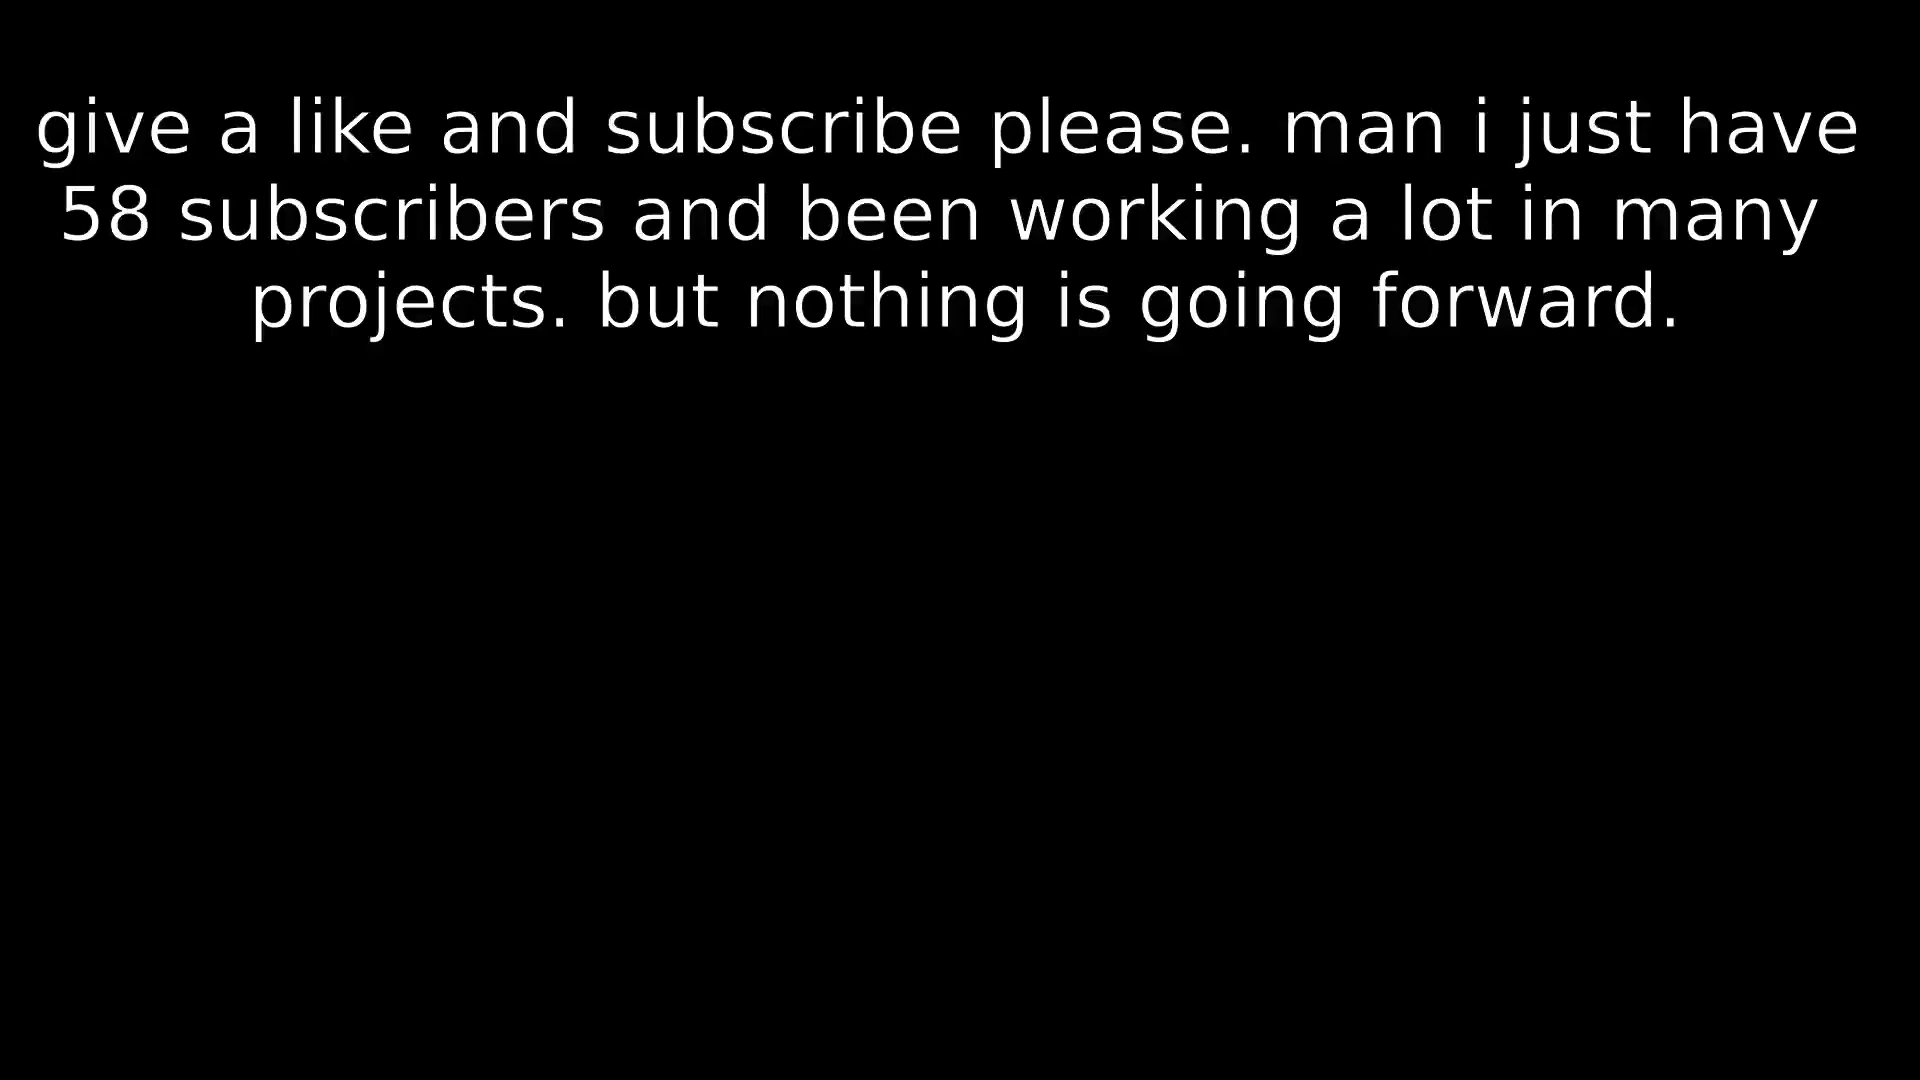 give a like and subscribe please. man i just have
58 subscribers and been working a lot in many
projects. but nothing is going forward.